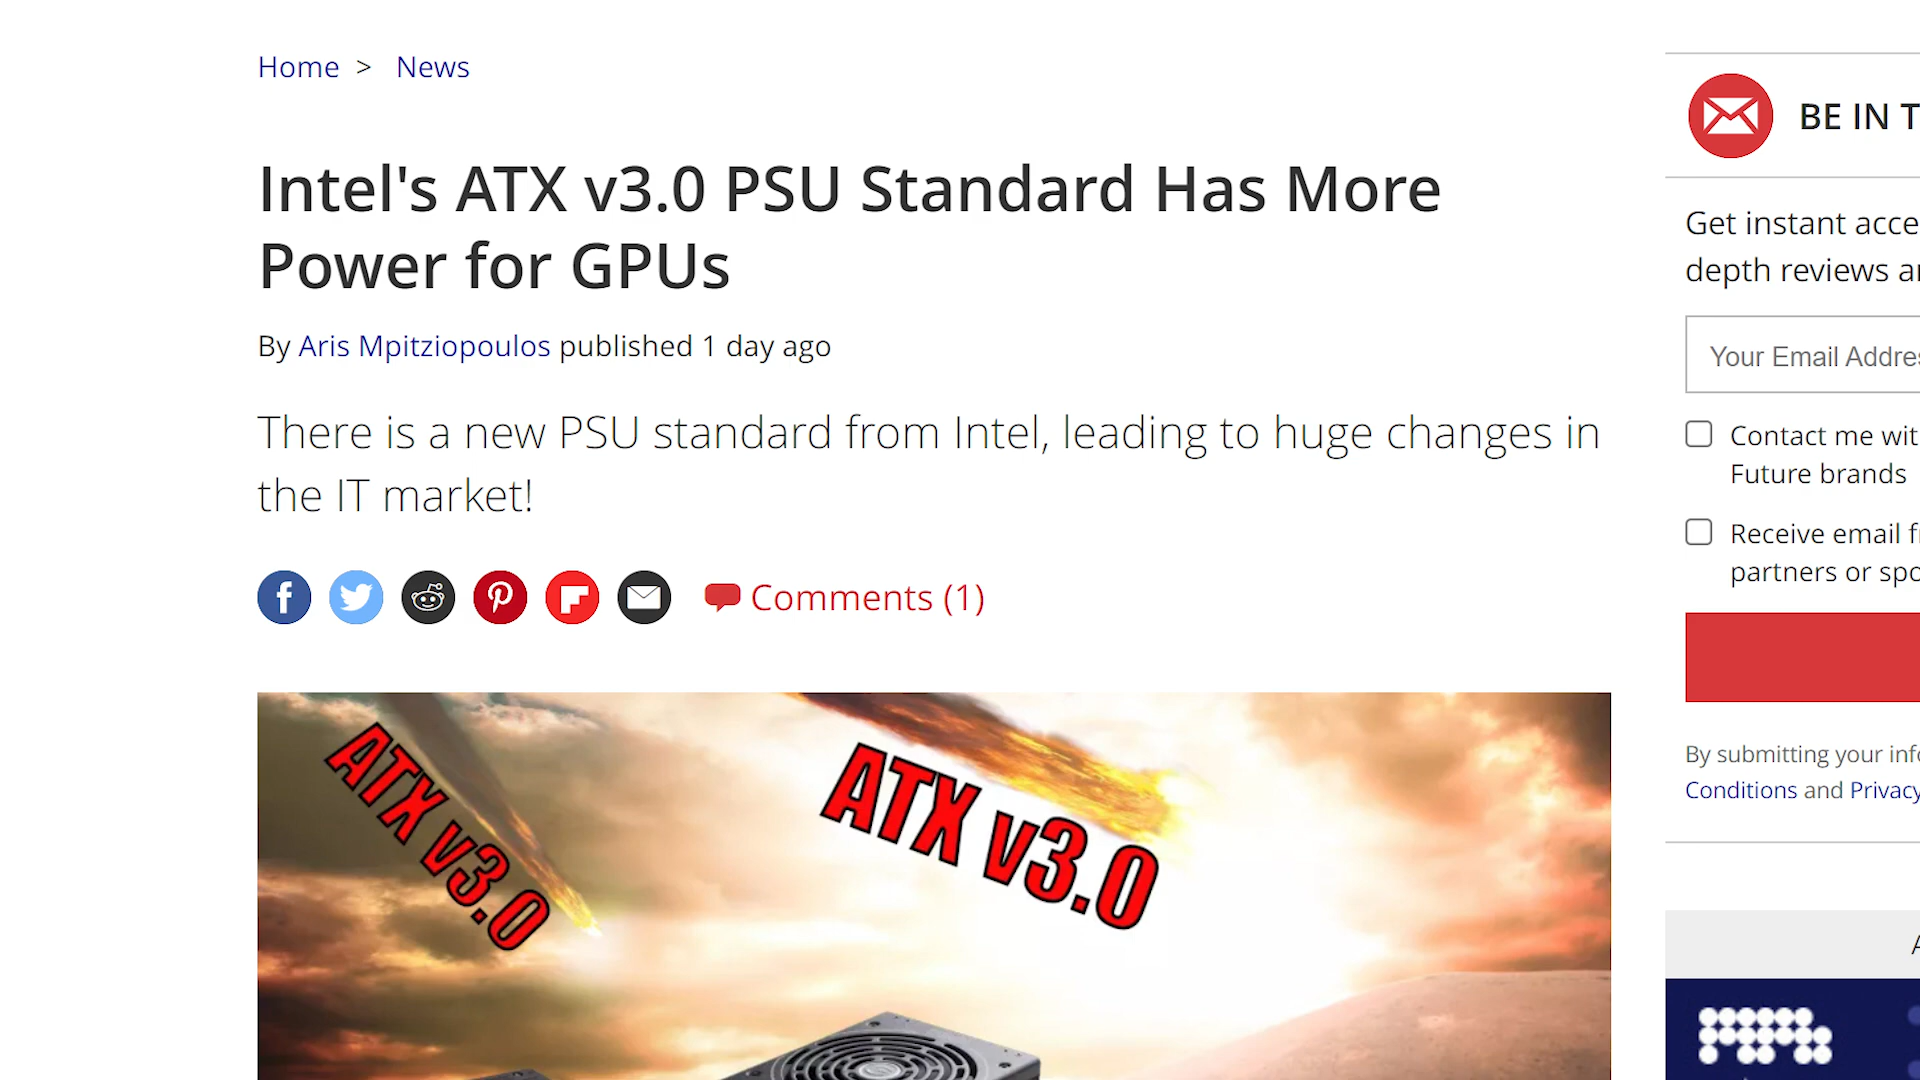 Home > News
Intel's ATX v3.0 PSU Standard Has More
Power for GPUs
By Aris Mpitziopoulos published 1 day ago
There is a new PSU standard from Intel, leading to huge changes in
the IT market!
Comments (1)
ATX v3.0
ATX v3.0
BE IN T
Get instant acce
depth reviews a
Your Email Addre
Contact me wit
Future brands
Receive email f
partners or spo
By submitting your info
Conditions and Privacy
A